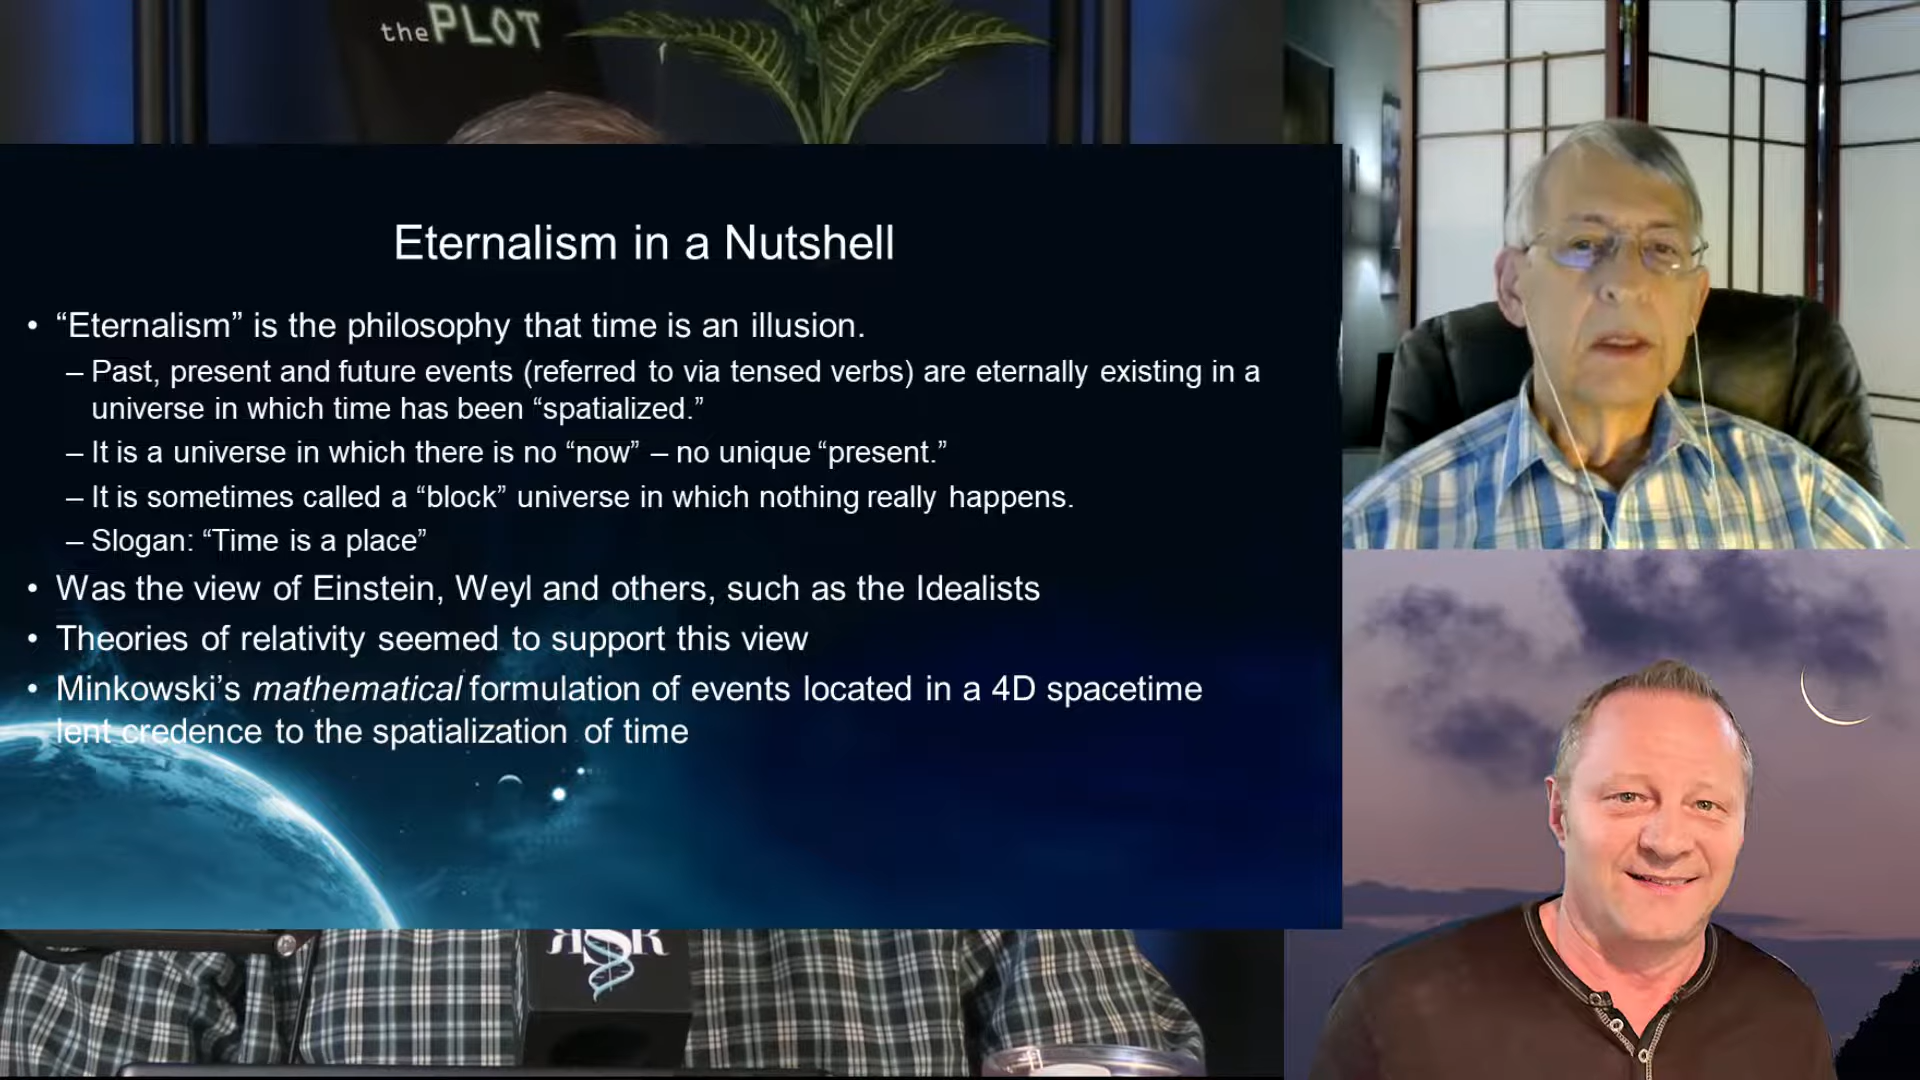 the PLOT
Eternalism in a Nutshell
• “Eternalism” is the philosophy that time is an illusion.
– Past, present and future events (referred to via tensed verbs) are eternally existing in a
universe in which time has been “spatialized.”
– It is a universe in which there is no “now” – no unique “present.”
– It is sometimes called a “block” universe in which nothing really happens.
– Slogan: “Time is a place”
• Was the view of Einstein, Weyl and others, such as the Idealists
• Theories of relativity seemed to support this view
• Minkowski’s mathematical formulation of events located in a 4D spacetime
lent credence to the spatialization of time